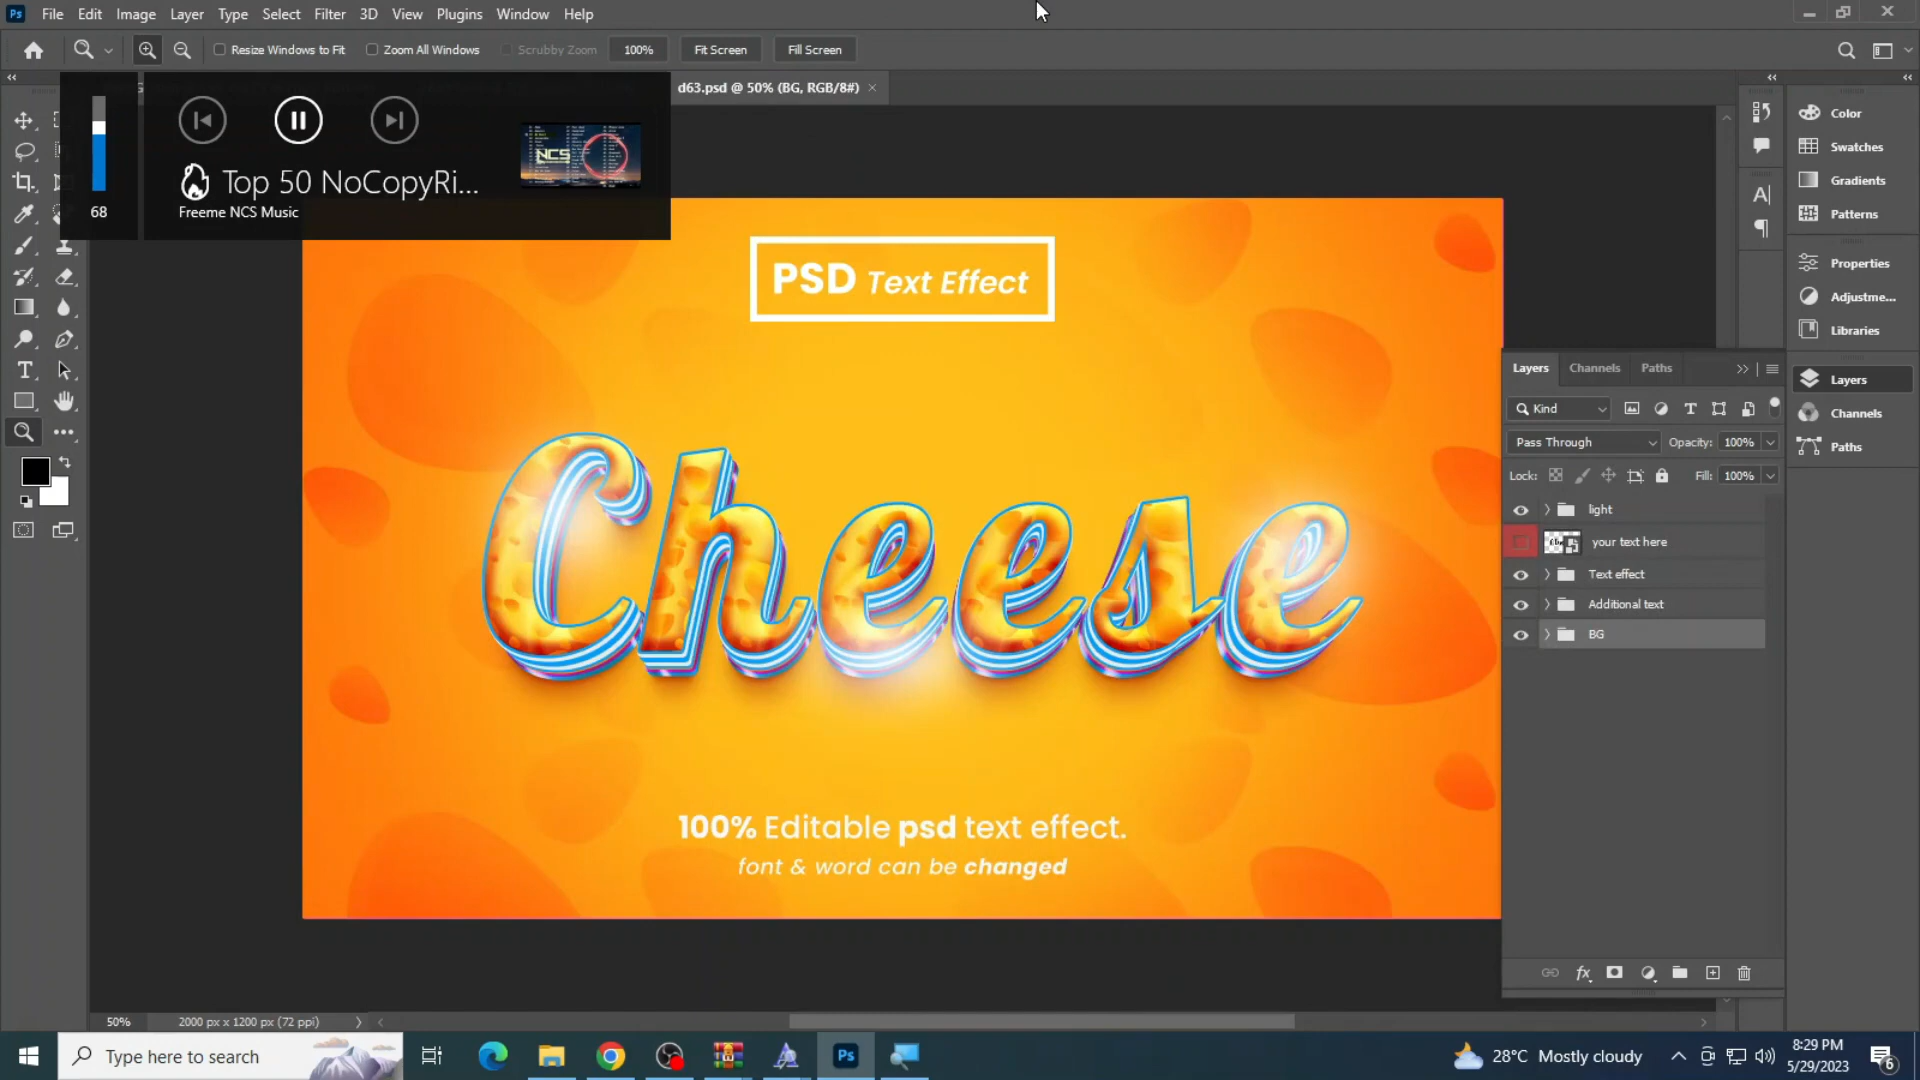 Ps File Edit Image Layer Type Select Filter 3D View Plugins Window Help
Resize Windows to Fit Zoom All Windows Scrubby Zoom 100% Fit Screen Fill Screen
d63.psd @ 50% (BG, RGB/8#)
Top 50 NoCopyRi...
Freeme NCS Music
68
NCS
PSD Text Effect
Cheese
100% Editable psd text effect.
font & word can be changed
Color
Swatches
Gradients
Patterns
Properties
Adjustme...
Libraries
Layers
Channels
Paths
Layers Channels Paths
Kind
Pass Through Opacity: 100%
Lock: Fill: 100%
light
your text here
Text effect
Additional text
BG
50% 2000 px x 1200 px (72 ppi)
Type here to search
Ps
28°C Mostly cloudy
8:29 PM
5/29/2023
6